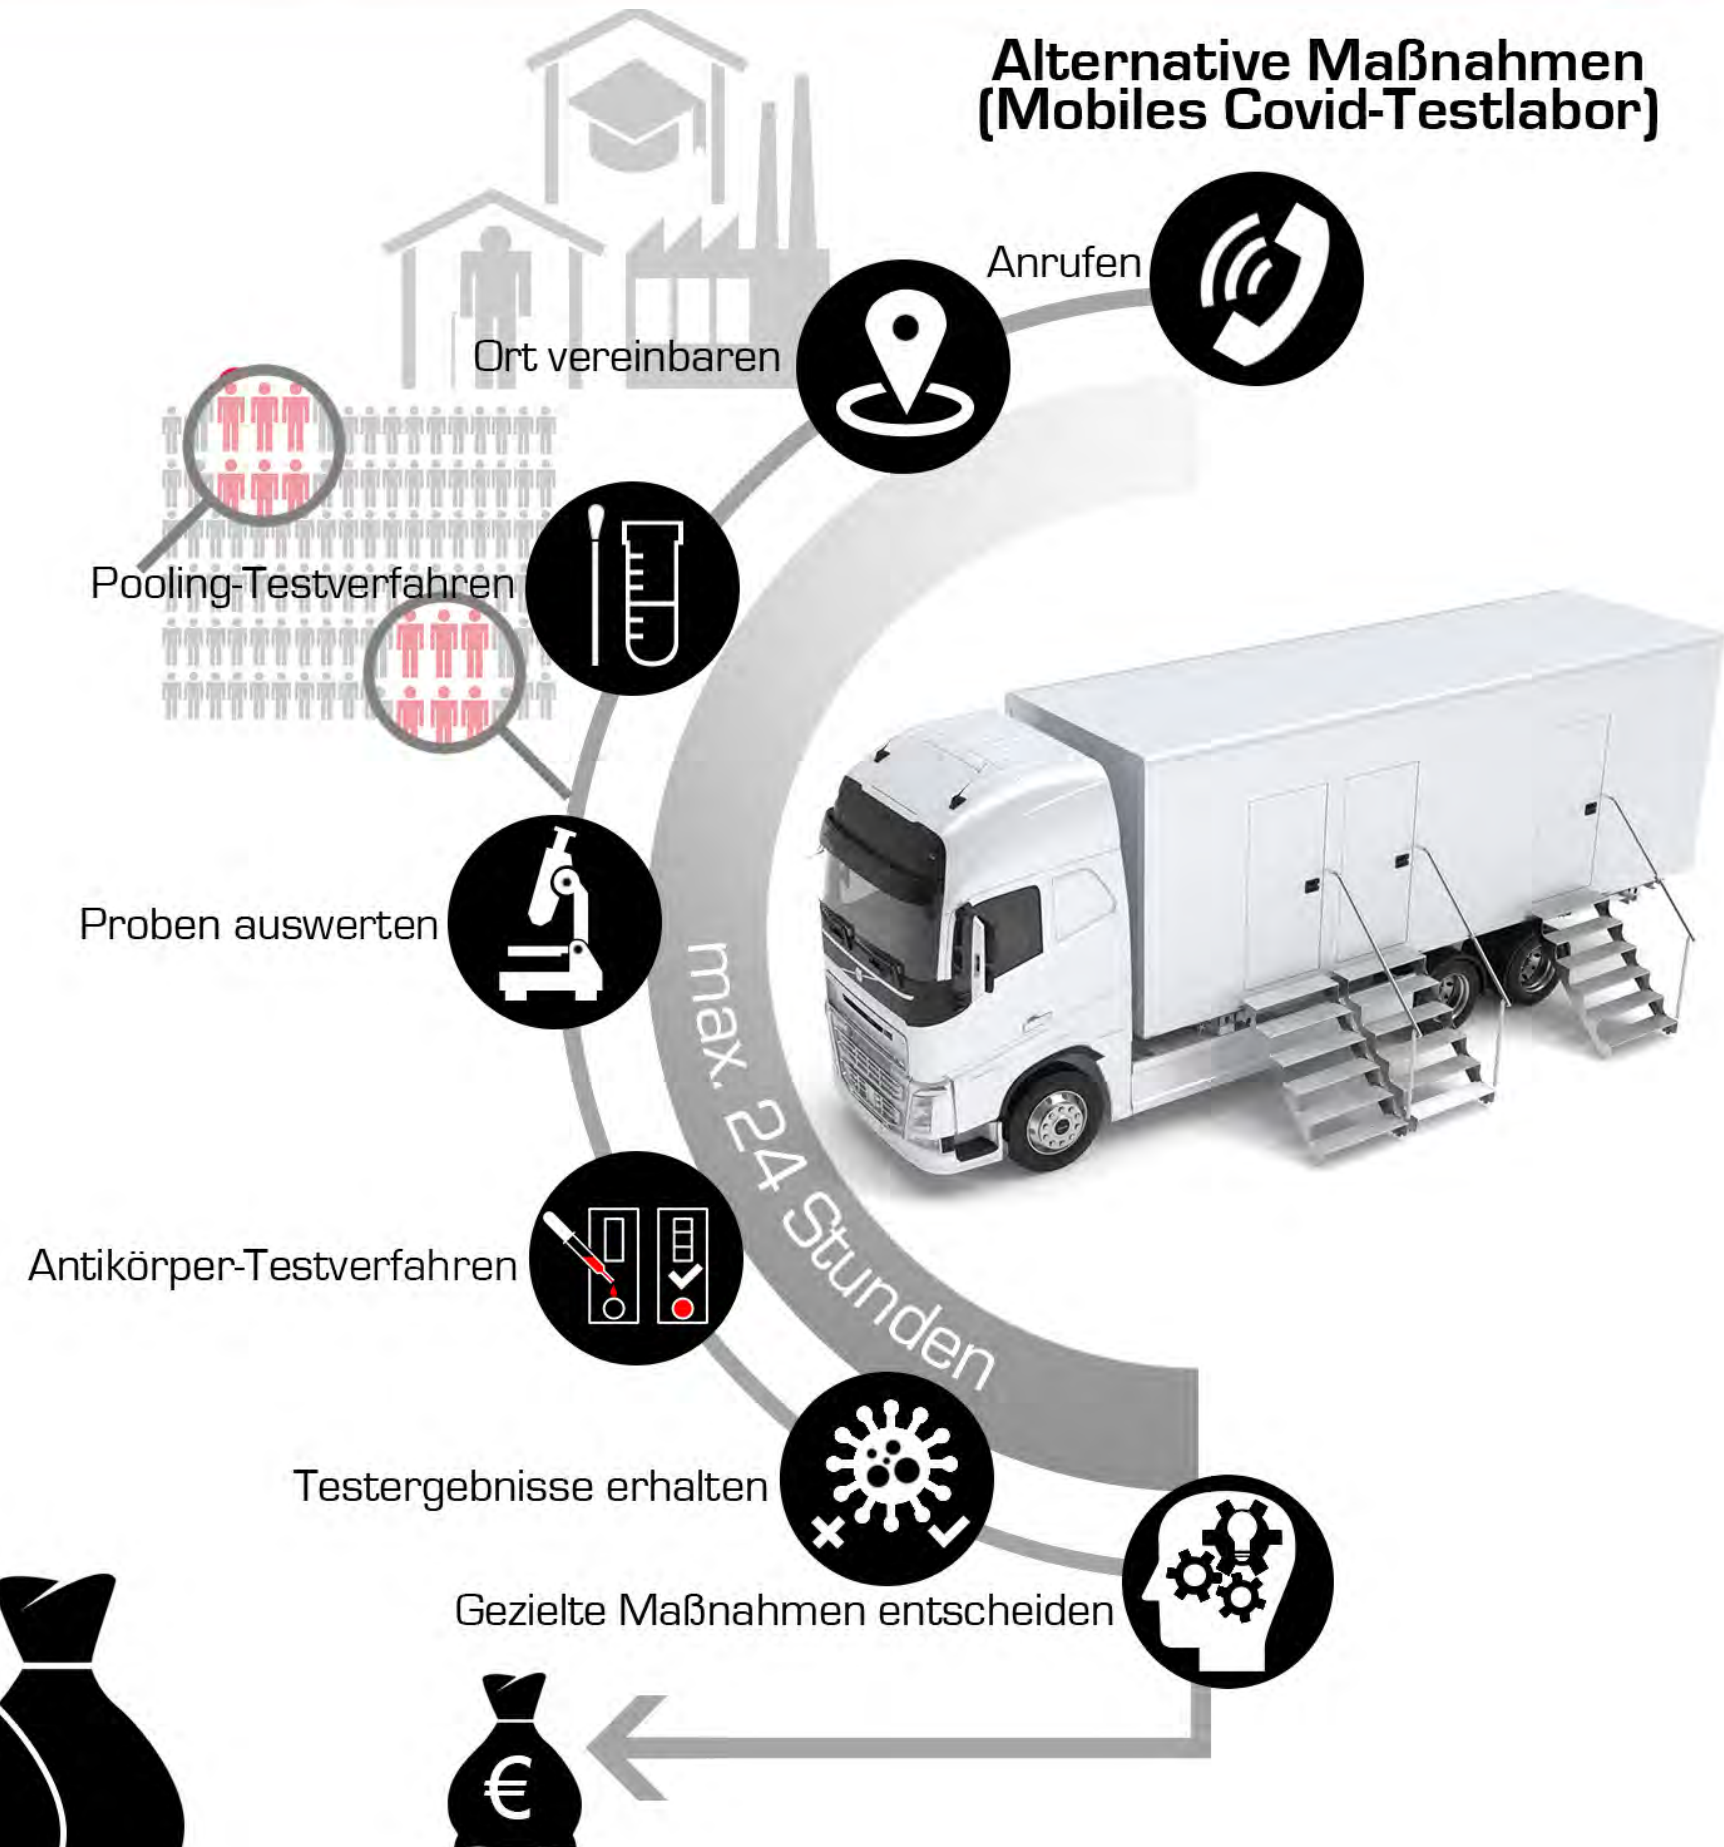 Alternative Maßnahmen
(Mobiles Covid-Testlabor)
Anrufen
Ort vereinbaren
Pooling-Testverfahren
Proben auswerten
max. 24 Stunden
Antikörper-Testverfahren
Testergebnisse erhalten
Gezielte Maßnahmen entscheiden
€